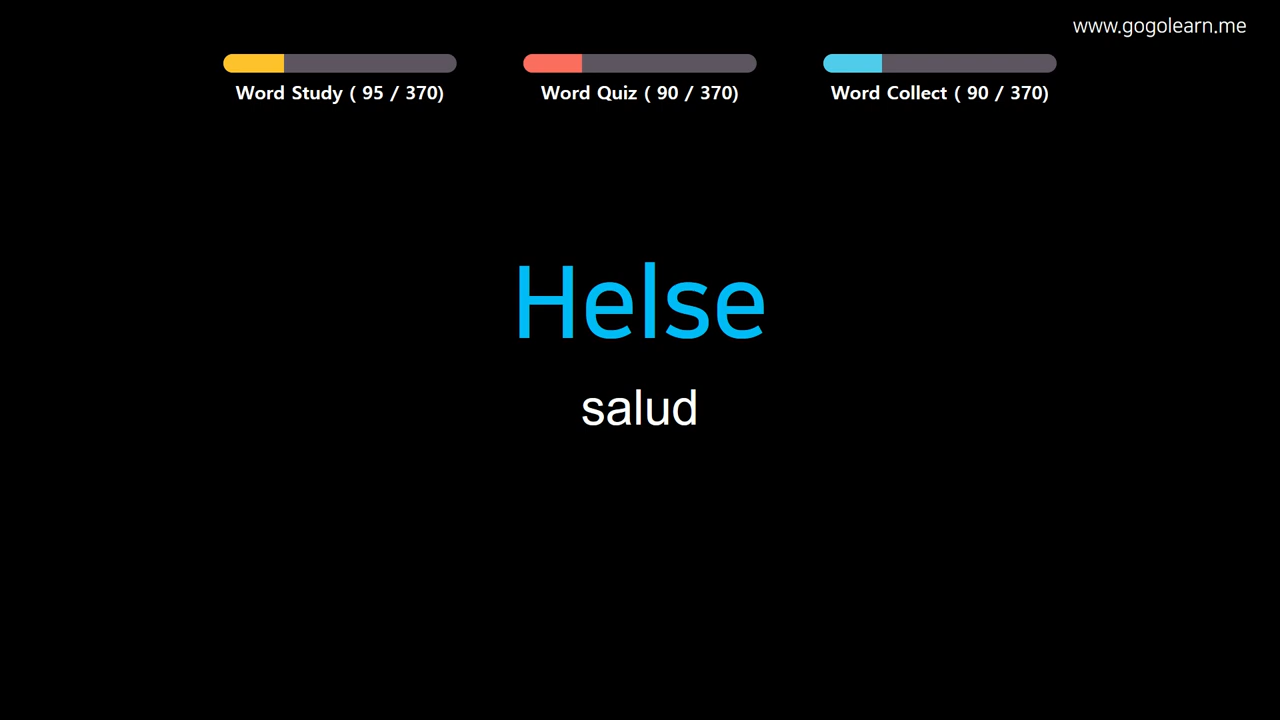 www.gogolearn.me
Word Study ( 95 / 370)
Word Quiz ( 90 / 370)
Word Collect ( 90 / 370)
Helse
salud